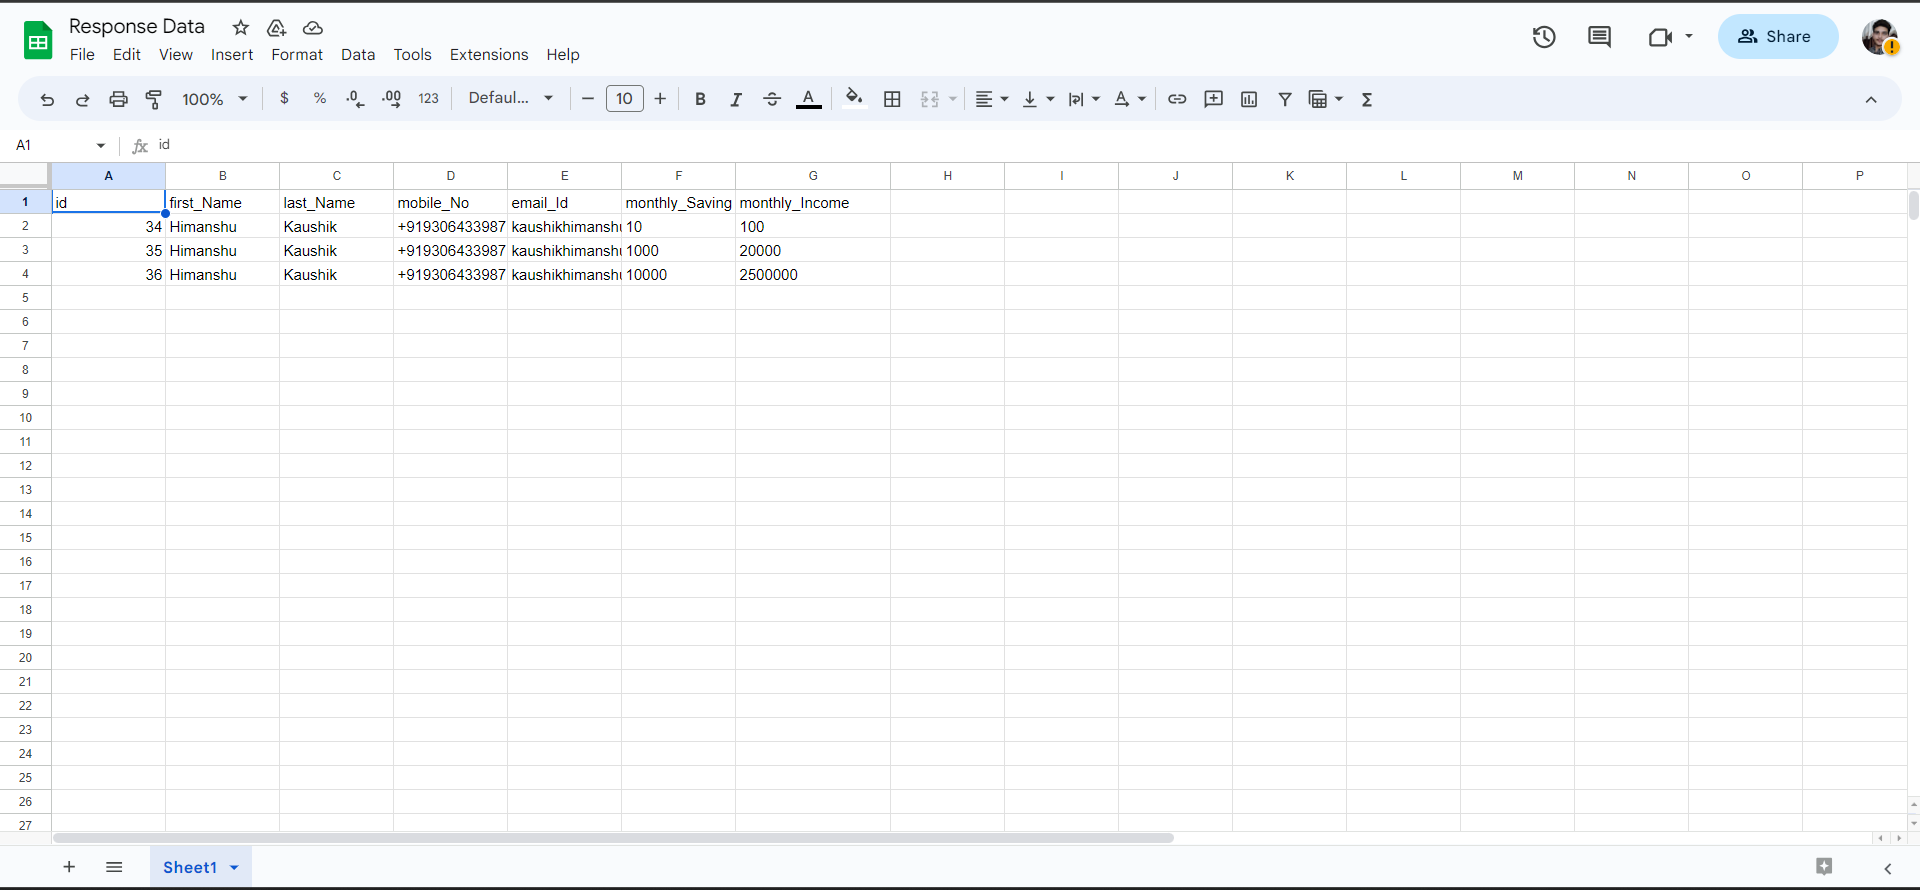 Response Data
File Edit View Insert Format Data Tools Extensions Help
Share
100% $ % .0 .00 123 Defaul... 10 B I A Σ
A1 fx id
A B C D E F G H I J K L M N O P
1 id first_Name last_Name mobile_No email_Id monthly_Saving monthly_Income
2 34 Himanshu Kaushik +919306433987 kaushikhimanshu 10 100
3 35 Himanshu Kaushik +919306433987 kaushikhimanshu 1000 20000
4 36 Himanshu Kaushik +919306433987 kaushikhimanshu 10000 2500000
5
6
7
8
9
10
11
12
13
14
15
16
17
18
19
20
21
22
23
24
25
26
27
Sheet1